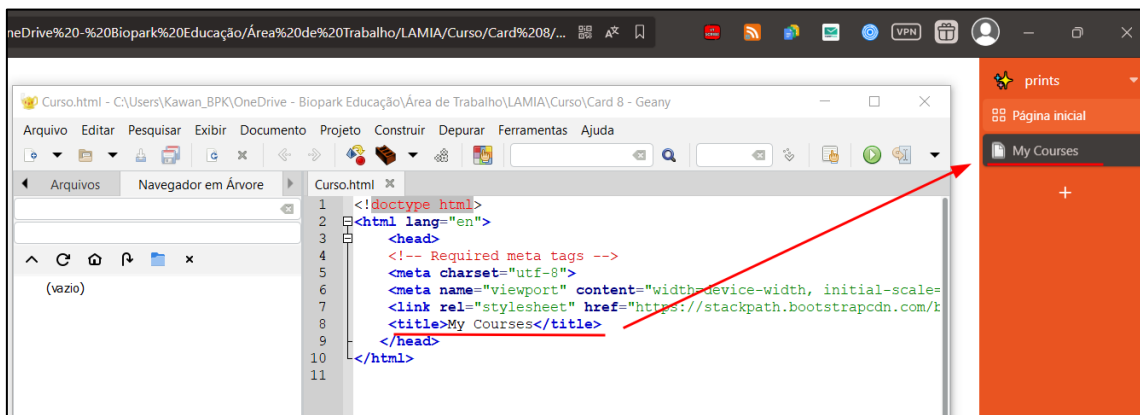 neDrive%20-%20Biopark%20Educação/Área%20de%20Trabalho/LAMIA/Curso/Card%208/...
VPN
prints
Página inicial
My Courses
Curso.html - C:\Users\Kawan_BPK\OneDrive - Biopark Educação\Área de Trabalho\LAMIA\Curso\Card 8 - Geany
Arquivo Editar Pesquisar Exibir Documento Projeto Construir Depurar Ferramentas Ajuda
Arquivos Navegador em Árvore Curso.html
(vazio)
1 <!doctype html>
2 <html lang="en">
3 <head>
4 <!-- Required meta tags -->
5 <meta charset="utf-8">
6 <meta name="viewport" content="width=device-width, initial-scale=
7 <link rel="stylesheet" href="https://stackpath.bootstrapcdn.com/b
8 <title>My Courses</title>
9 </head>
10 </html>
11